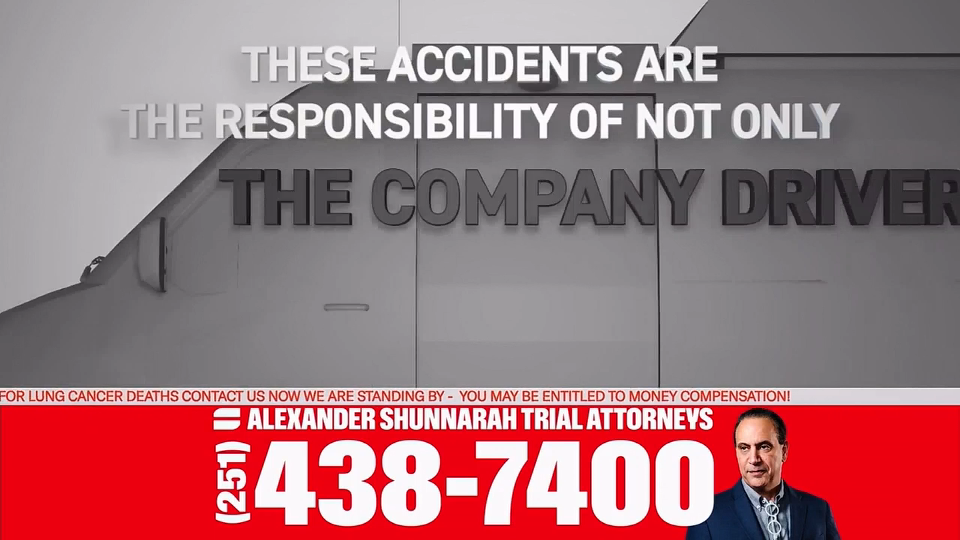 THESE ACCIDENTS ARE
THE RESPONSIBILITY OF NOT ONLY
THE COMPANY DRIVER
FOR LUNG CANCER DEATHS CONTACT US NOW WE ARE STANDING BY - YOU MAY BE ENTITLED TO MONEY COMPENSATION!
ALEXANDER SHUNNARAH TRIAL ATTORNEYS
(251) 438-7400